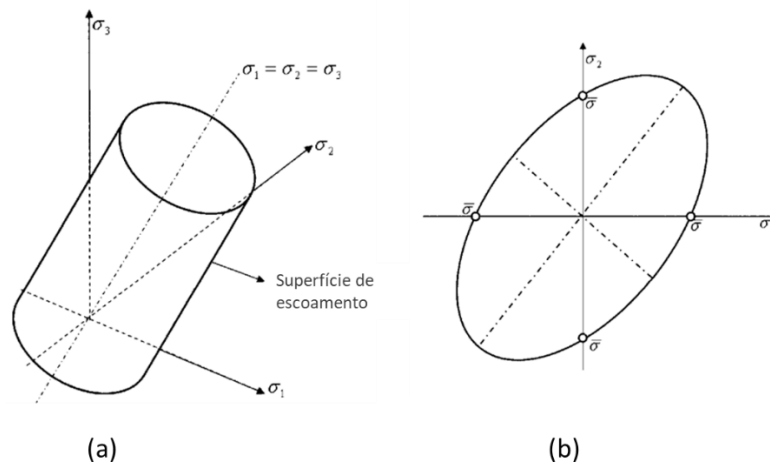 σ₃
σ₁ = σ₂ = σ₃
σ₂
Superfície de
escoamento
σ₁
(a)
σ₂
σ̅
σ̅
σ̅
σ
σ̅
(b)